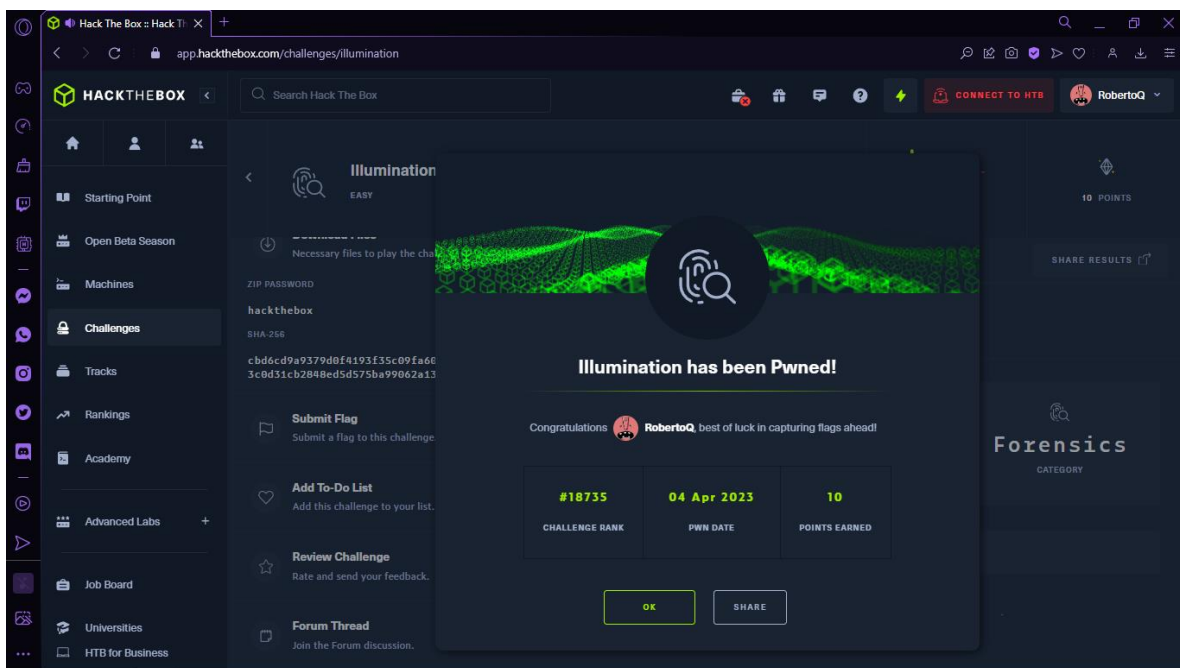 Hack The Box :: Hack Th
app.hackthebox.com/challenges/illumination
HACKTHEBOX
Search Hack The Box
CONNECT TO HTB
RobertoQ
Starting Point
Open Beta Season
Machines
Challenges
Tracks
Rankings
Academy
Advanced Labs
Job Board
Universities
HTB for Business
Illumination
EASY
10 POINTS
SHARE RESULTS
Download Files
Necessary files to play the cha
ZIP PASSWORD
hackthebox
SHA-256
cbd6cd9a9379d0f4193f35c09fa60
3c0d31cb2848ed5d575ba99062a13
Submit Flag
Submit a flag to this challenge
Add To-Do List
Add this challenge to your list.
Review Challenge
Rate and send your feedback.
Forum Thread
Join the Forum discussion.
Illumination has been Pwned!
Congratulations RobertoQ, best of luck in capturing flags ahead!
#18735
CHALLENGE RANK
04 Apr 2023
PWN DATE
10
POINTS EARNED
OK
SHARE
Forensics
CATEGORY